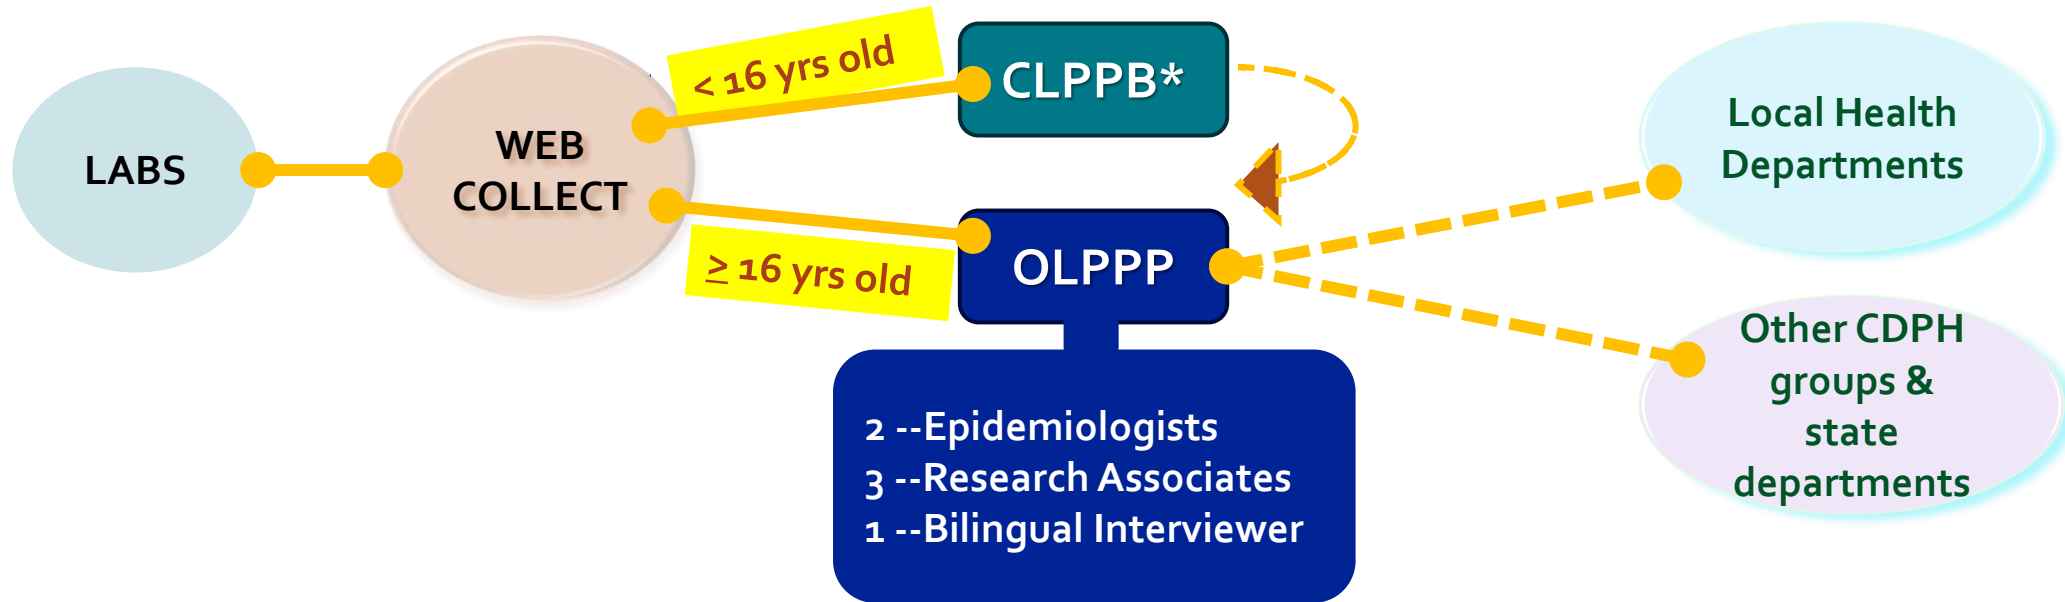 LABS
WEB
COLLECT
< 16 yrs old
≥ 16 yrs old
CLPPB*
OLPPP
2 --Epidemiologists
3 --Research Associates
1 --Bilingual Interviewer
Local Health
Departments
Other CDPH
groups &
state
departments